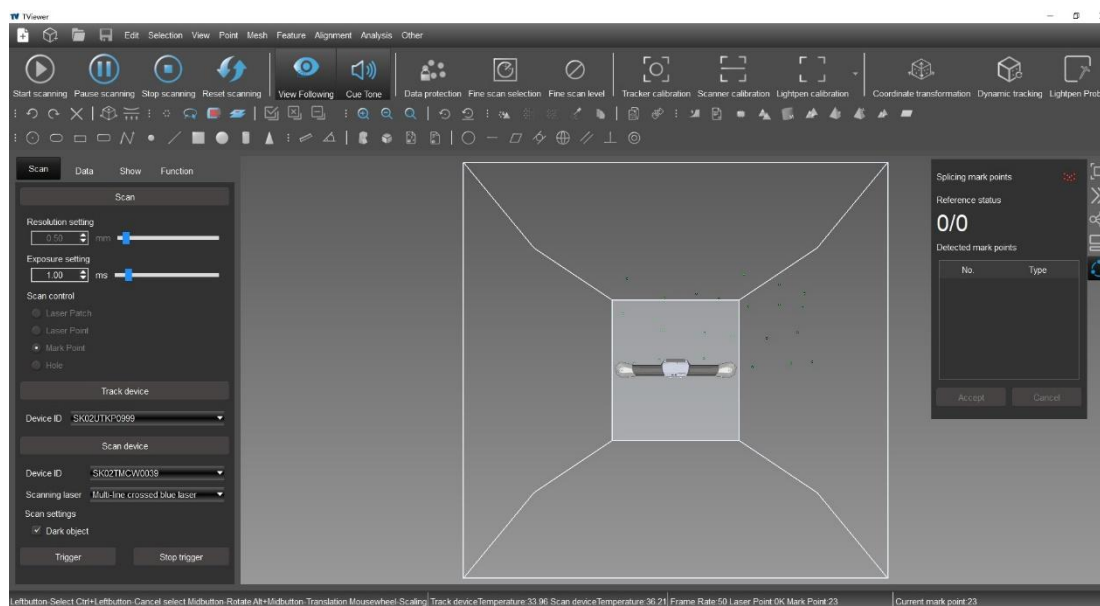 TViewer
Edit Selection View Point Mesh Feature Alignment Analysis Other
Start scanning Pause scanning Stop scanning Reset scanning View Following Cue Tone Data protection Fine scan selection Fine scan level Tracker calibration Scanner calibration Lightpen calibration Coordinate transformation Dynamic tracking Lightpen Prob
Scan Data Show Function
Scan
Resolution setting
0.50 mm
Exposure setting
1.00 ms
Scan control
Laser Patch
Laser Point
Mark Point
Hole
Track device
Device ID SK02UTKP0999
Scan device
Device ID SK02TMCW0039
Scanning laser Multi-line crossed blue laser
Scan settings
Dark object
Trigger Stop trigger
Splicing mark points
Reference status
0/0
Detected mark points
No. Type
Accept Cancel
Leftbutton-Select Ctrl+Leftbutton-Cancel select Midbutton-Rotate Alt+Midbutton-Translation Mousewheel-Scaling Track deviceTemperature:33.96 Scan deviceTemperature:36.21 Frame Rate:50 Laser Point:0K Mark Point:23 Current mark point:23